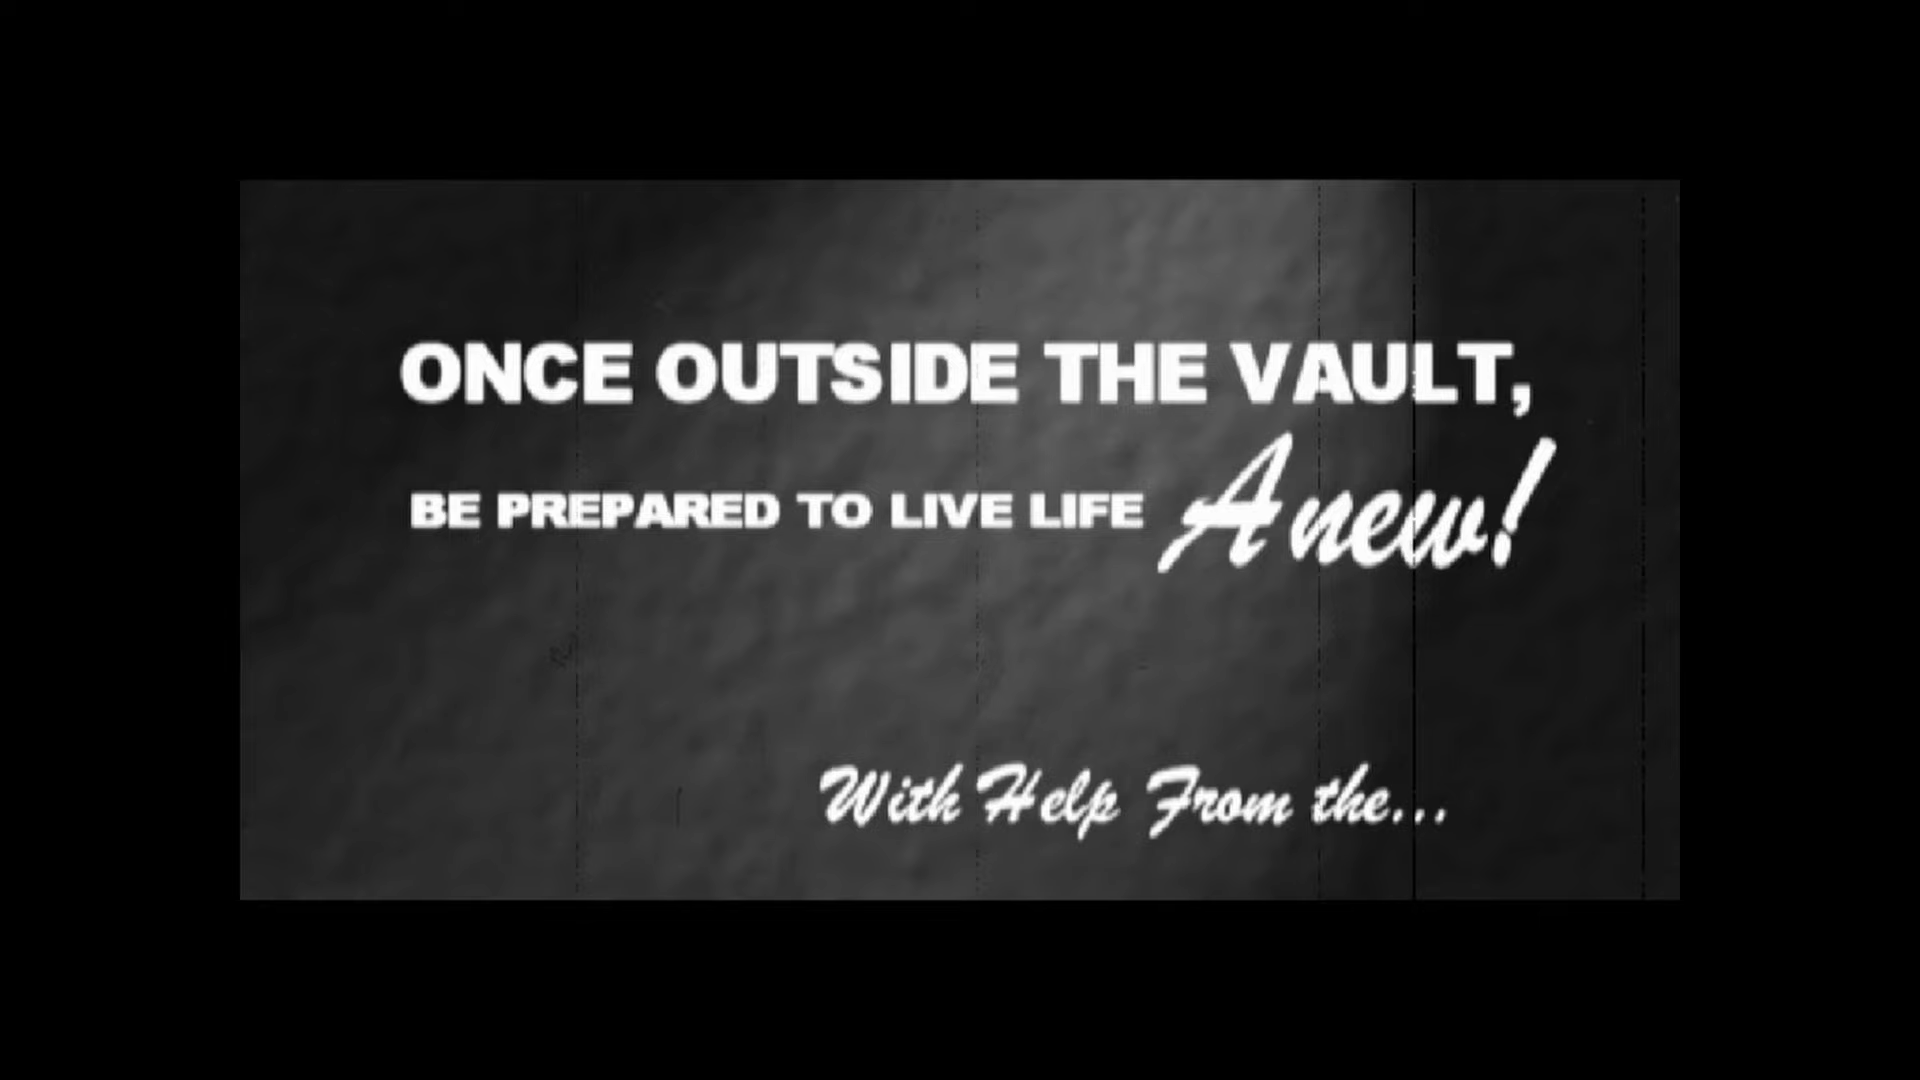 ONCE OUTSIDE THE VAULT,
BE PREPARED TO LIVE LIFE Anew!
With Help From the...